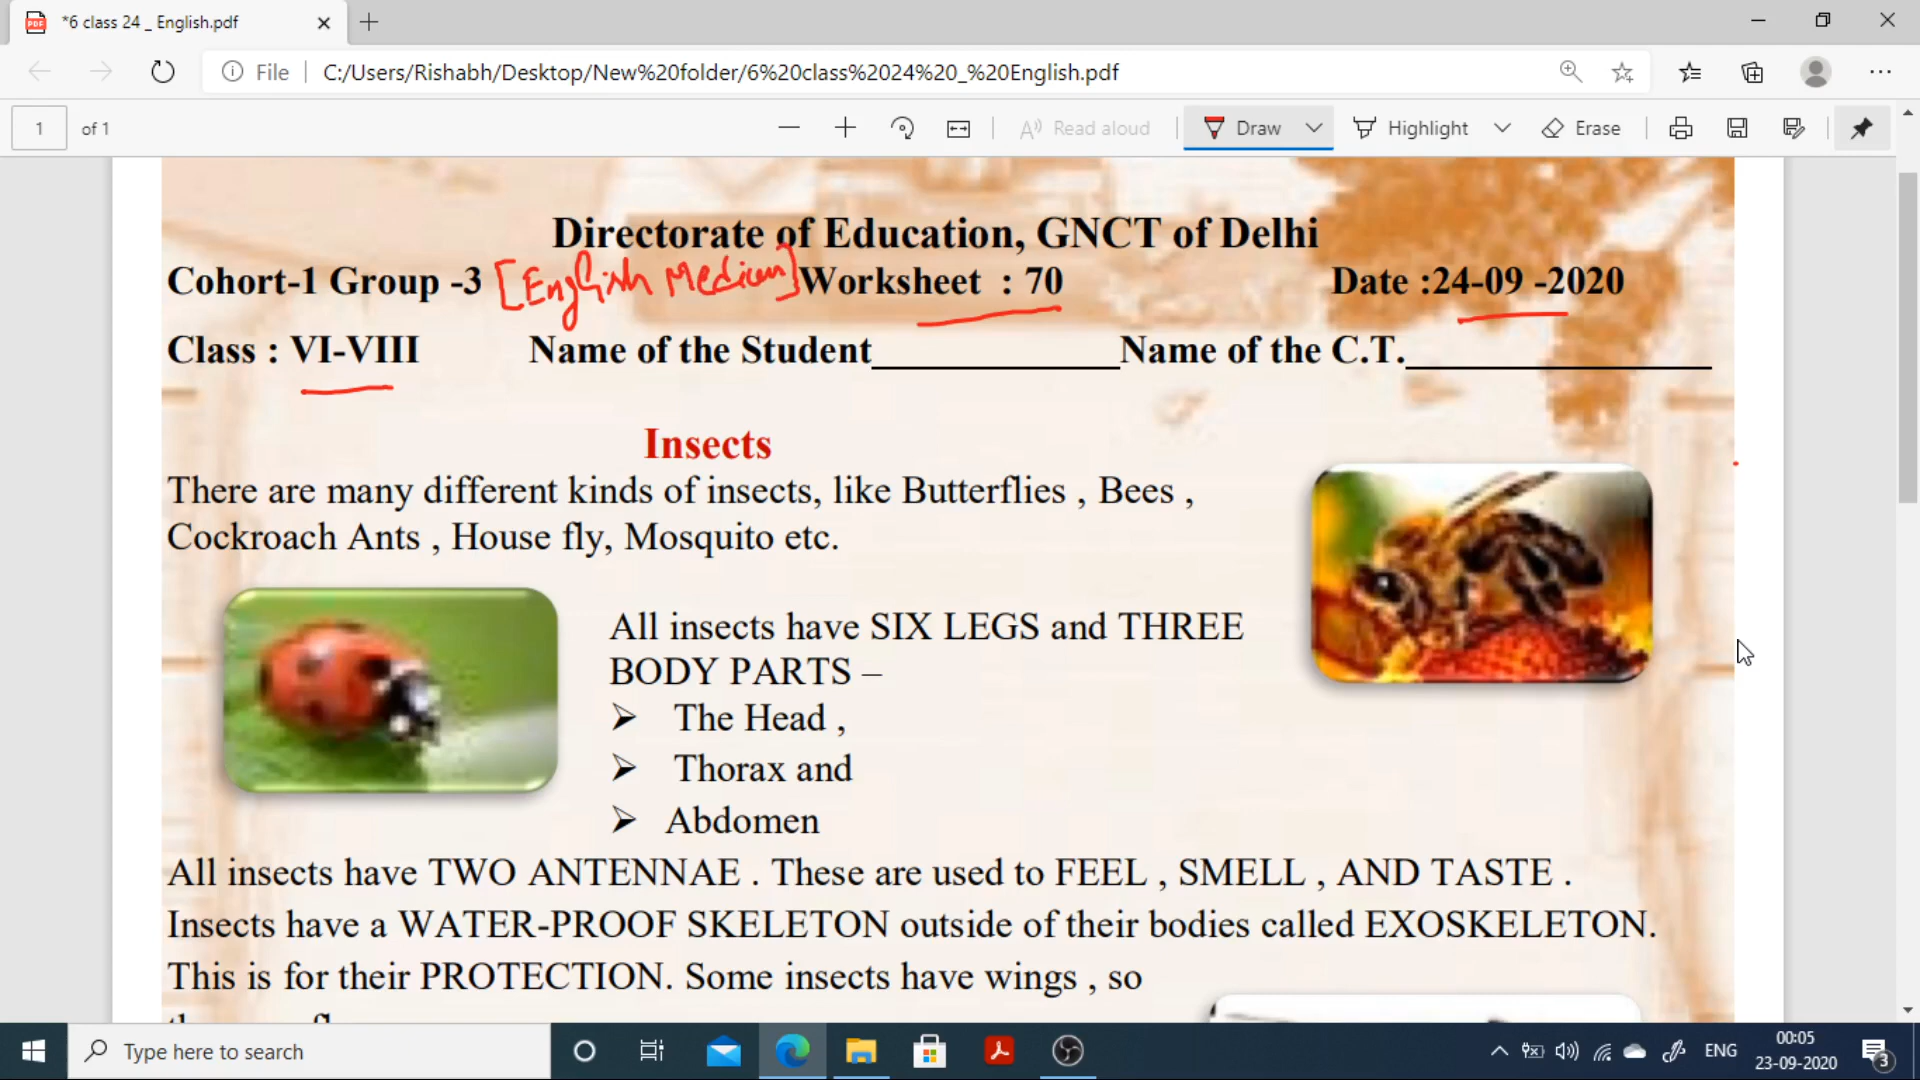 *6 class 24 _ English.pdf
File
C:/Users/Rishabh/Desktop/New%20folder/6%20class%2024%20_%20English.pdf
1 of 1
Read aloud
Draw
Highlight
Erase
Directorate of Education, GNCT of Delhi
Cohort-1 Group -3 [English Medium] Worksheet : 70 Date :24-09 -2020
Class : VI-VIII Name of the Student____________Name of the C.T.________________
Insects
There are many different kinds of insects, like Butterflies , Bees ,
Cockroach Ants , House fly, Mosquito etc.
All insects have SIX LEGS and THREE
BODY PARTS –
➢ The Head ,
➢ Thorax and
➢ Abdomen
All insects have TWO ANTENNAE . These are used to FEEL , SMELL , AND TASTE .
Insects have a WATER-PROOF SKELETON outside of their bodies called EXOSKELETON.
This is for their PROTECTION. Some insects have wings , so
Type here to search
ENG
00:05
23-09-2020
3